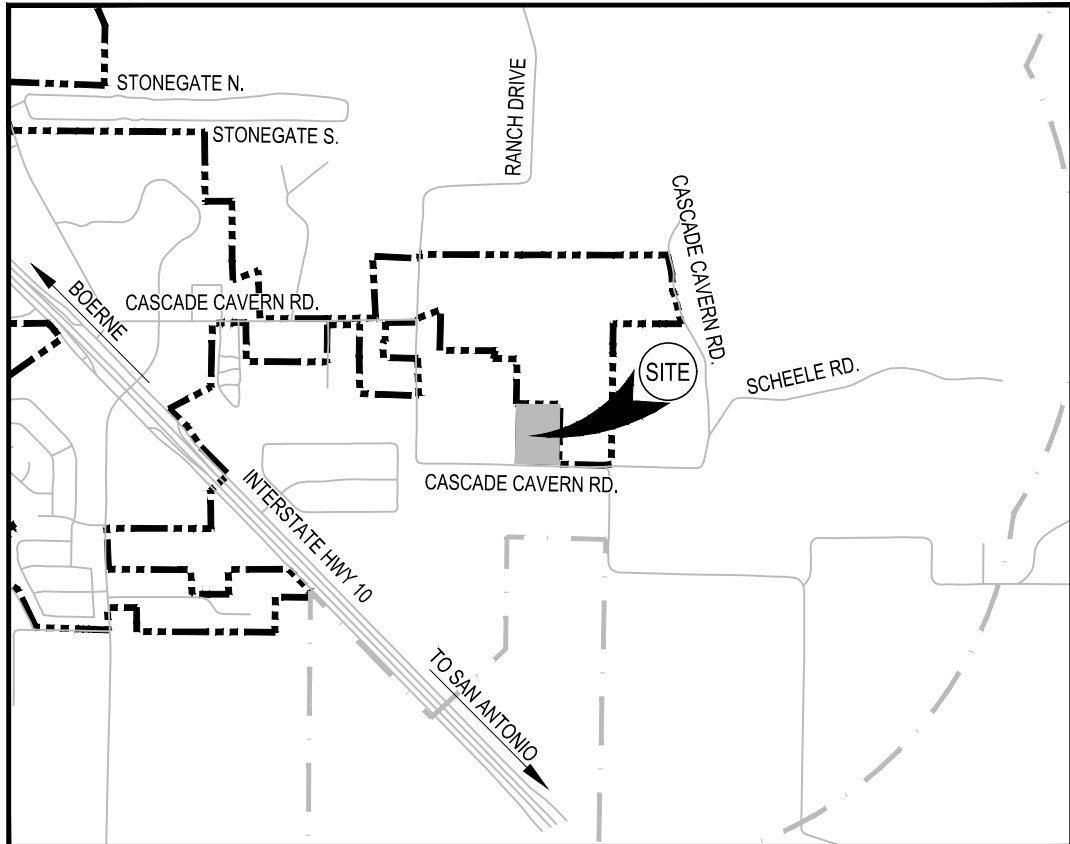 STONEGATE N.
STONEGATE S.
RANCH DRIVE
CASCADE CAVERN RD.
BOERNE
CASCADE CAVERN RD.
SITE
SCHEELE RD.
CASCADE CAVERN RD.
INTERSTATE HWY 10
TO SAN ANTONIO